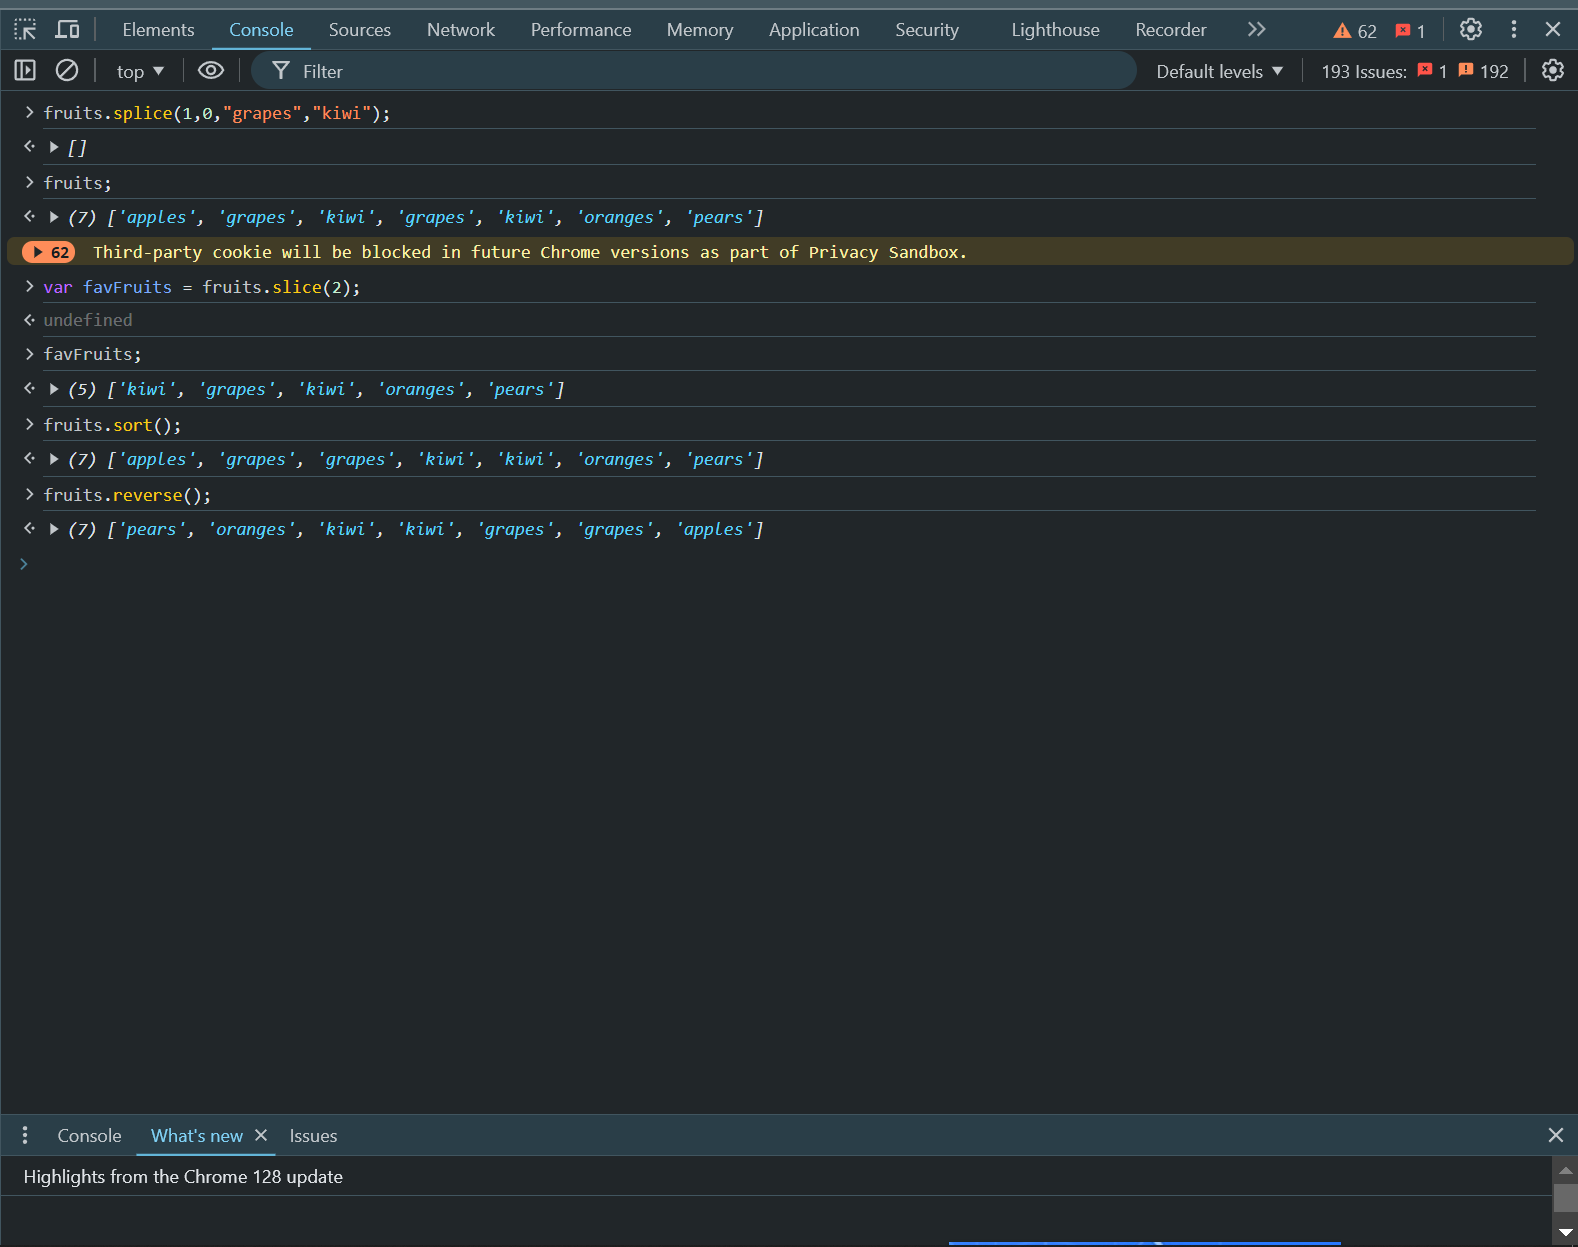 Elements Console Sources Network Performance Memory Application Security Lighthouse Recorder 62 1
top Filter Default levels 193 Issues: 1 192
fruits.splice(1,0,"grapes","kiwi");
[]
fruits;
(7) ['apples', 'grapes', 'kiwi', 'grapes', 'kiwi', 'oranges', 'pears']
62 Third-party cookie will be blocked in future Chrome versions as part of Privacy Sandbox.
var favFruits = fruits.slice(2);
undefined
favFruits;
(5) ['kiwi', 'grapes', 'kiwi', 'oranges', 'pears']
fruits.sort();
(7) ['apples', 'grapes', 'grapes', 'kiwi', 'kiwi', 'oranges', 'pears']
fruits.reverse();
(7) ['pears', 'oranges', 'kiwi', 'kiwi', 'grapes', 'grapes', 'apples']
Console What's new Issues
Highlights from the Chrome 128 update